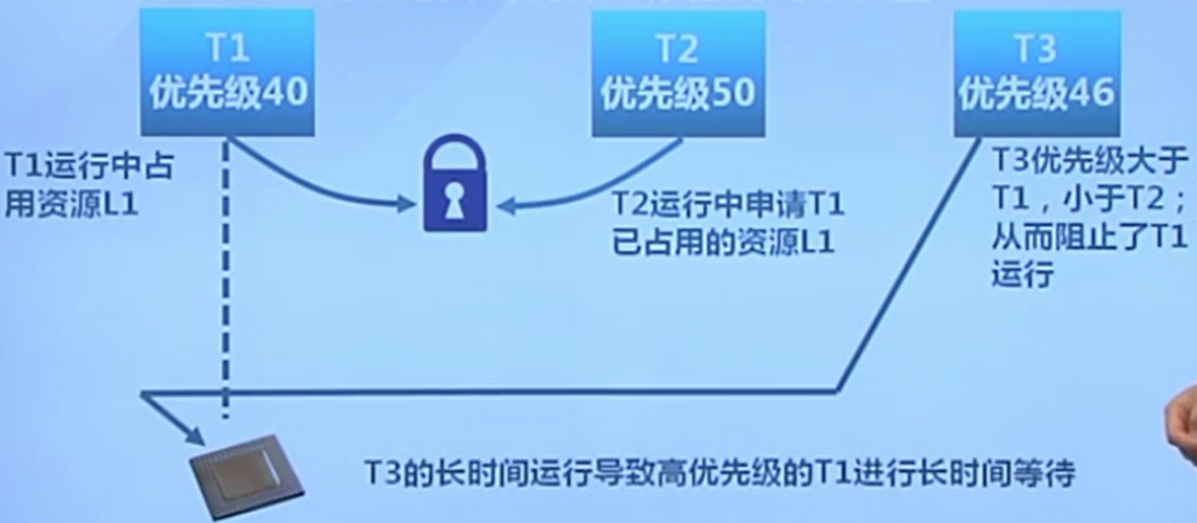 T1
优先级40
T2
优先级50
T3
优先级46
T1运行中占
用资源L1
T2运行中申请T1
已占用的资源L1
T3优先级大于
T1，小于T2；
从而阻止了T1
运行
T3的长时间运行导致高优先级的T1进行长时间等待